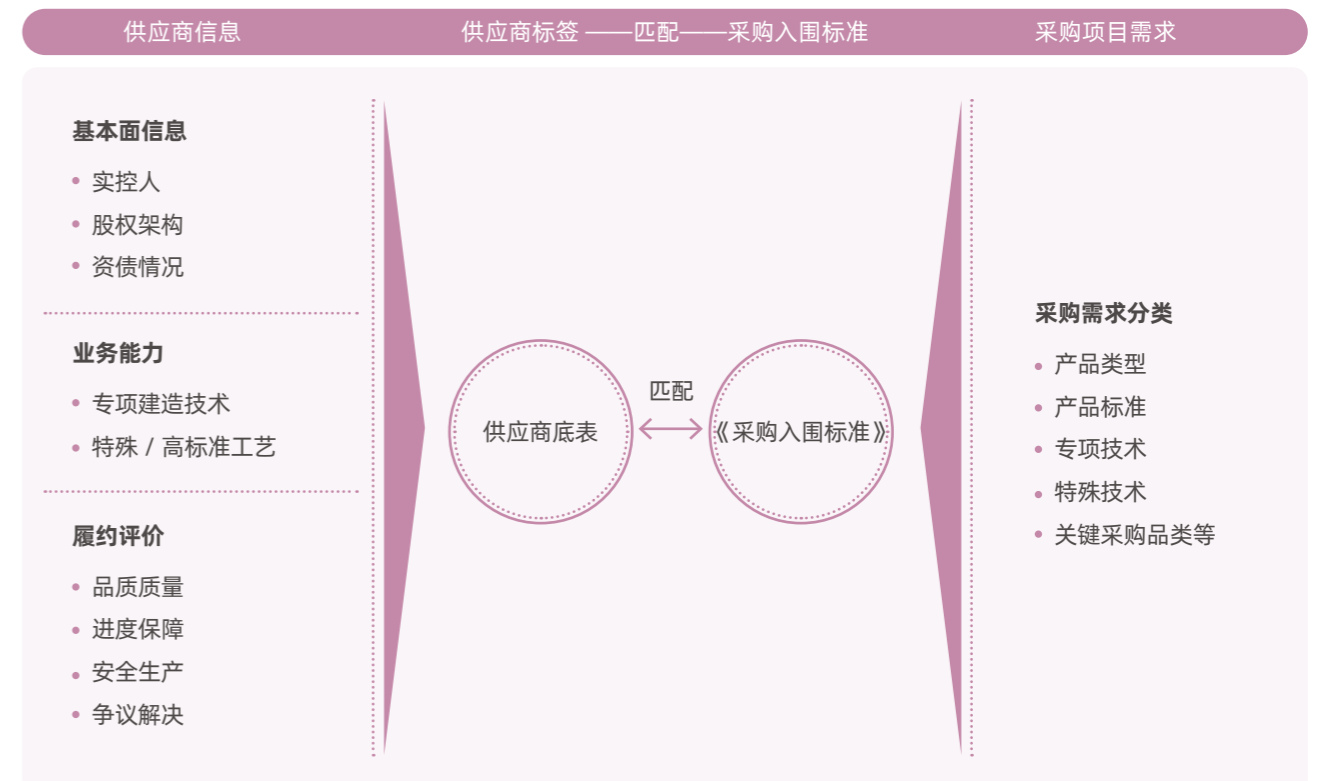 供应商信息
供应商标签 ——匹配——采购入围标准
采购项目需求
基本面信息
实控人
股权架构
资债情况
业务能力
专项建造技术
特殊 / 高标准工艺
履约评价
品质质量
进度保障
安全生产
争议解决
供应商底表
匹配
《采购入围标准》
采购需求分类
产品类型
产品标准
专项技术
特殊技术
关键采购品类等